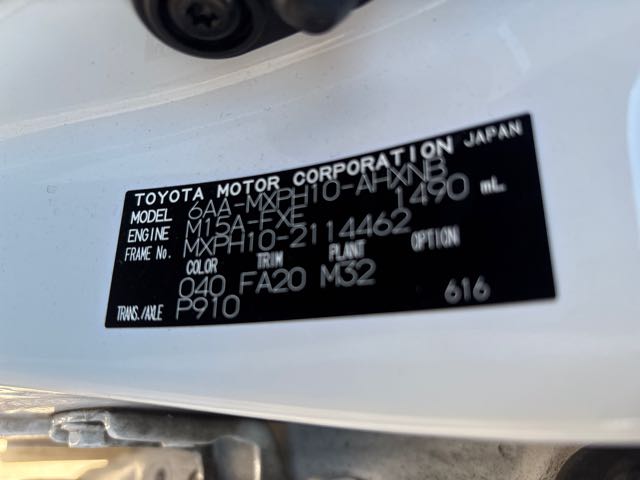 TOYOTA MOTOR CORPORATION JAPAN
MODEL 6AA-MXPH10-AHXNB
ENGINE M15A-FXE 1490 mL
FRAME No. MXPH10-2114462
COLOR TRIM PLANT OPTION
040 FA20 M32
TRANS./AXLE P910 616